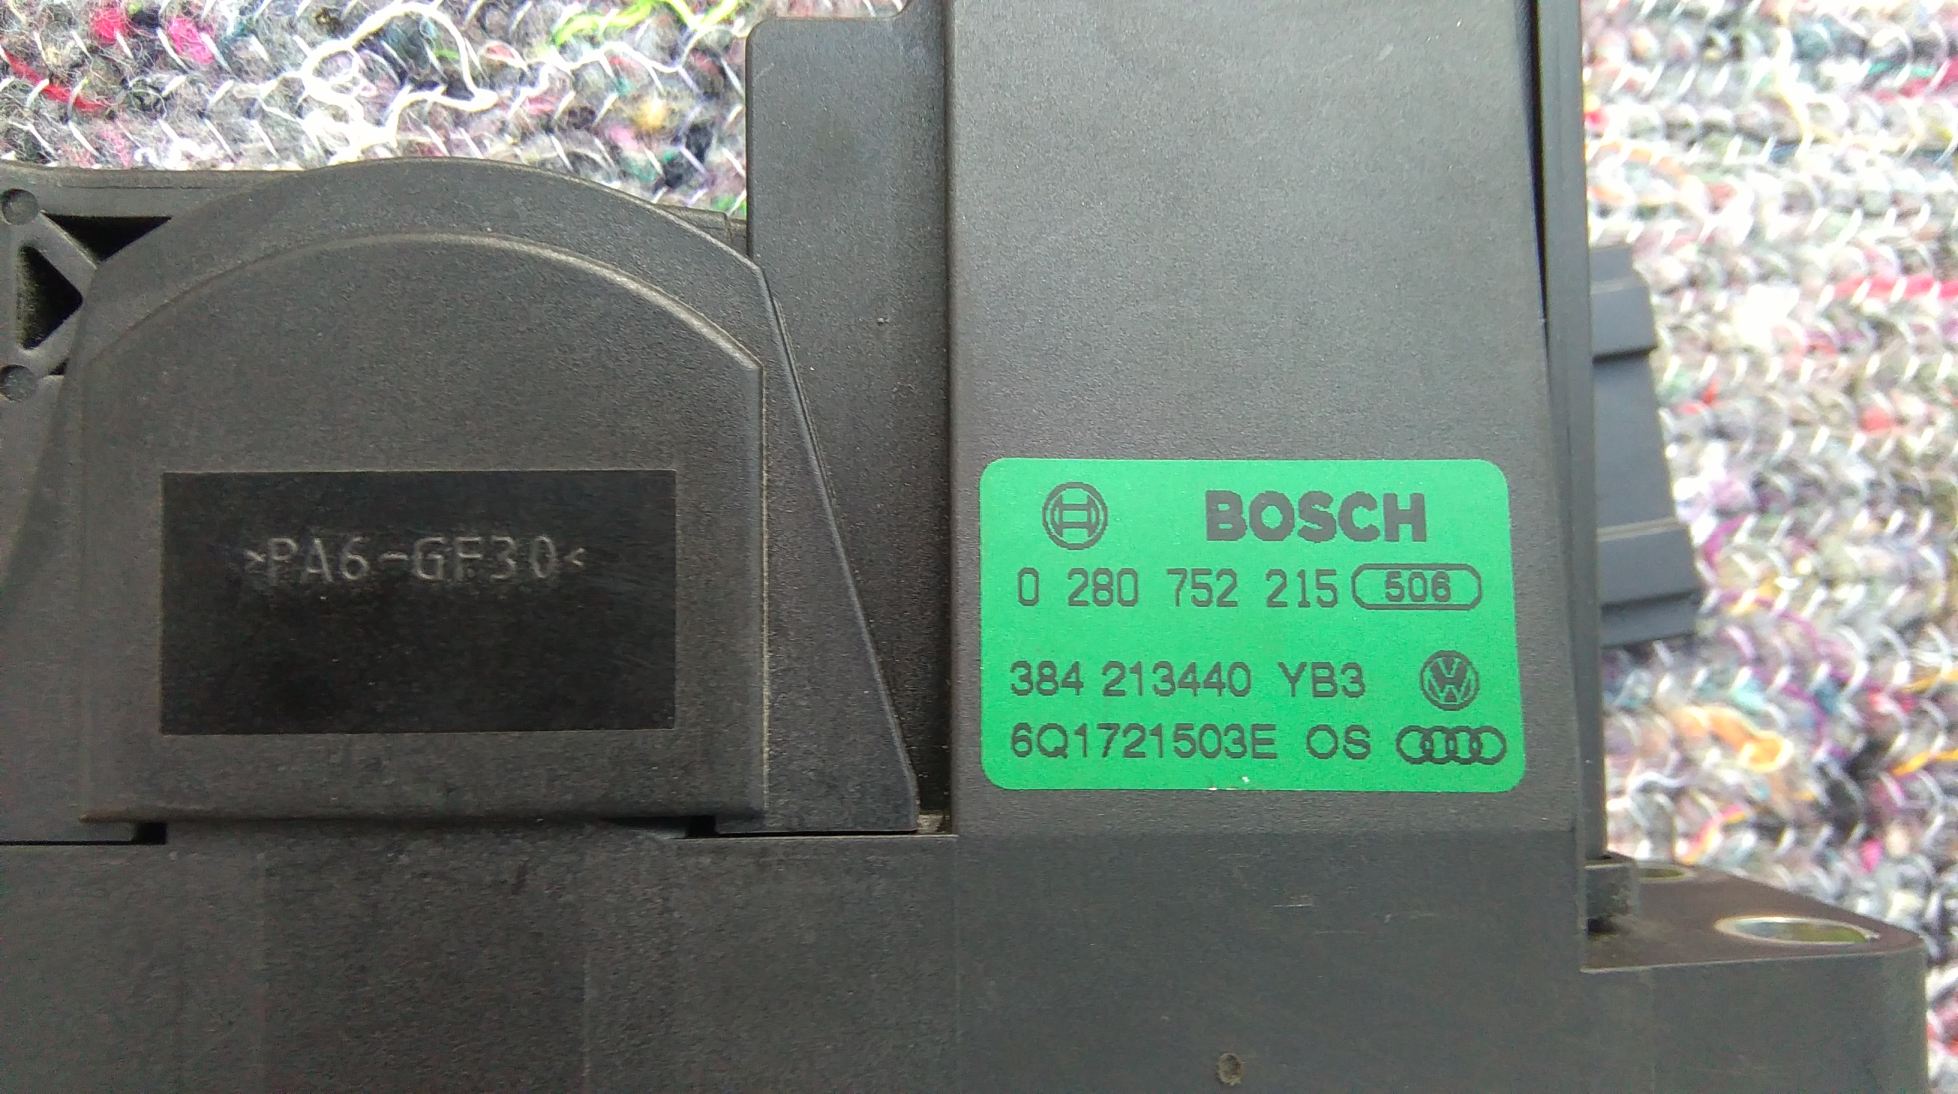 >PA6-GF30<
BOSCH
0 280 752 215 506
384 213440 YB3
6Q1721503E OS